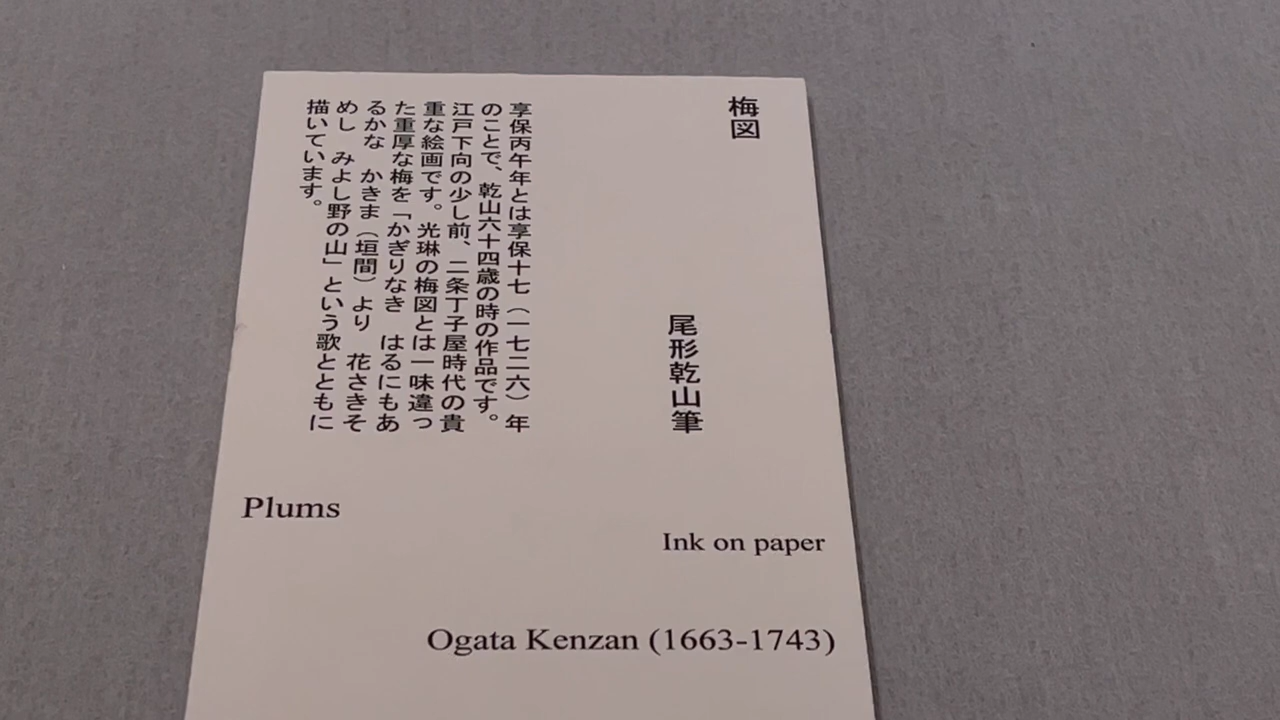 梅図
尾形乾山筆
享保丙午年とは享保十七（一七二六）年
のことで、乾山六十四歳の時の作品です。
江戸下向の少し前、二条丁子屋時代の貴
重な絵画です。光琳の梅図とは一味違っ
た重厚な梅を「かぎりなき　はるにもあ
るかな　かきま（垣間）より　花さきそ
めし　みよし野の山」という歌とともに
描いています。
Plums
Ink on paper
Ogata Kenzan (1663-1743)